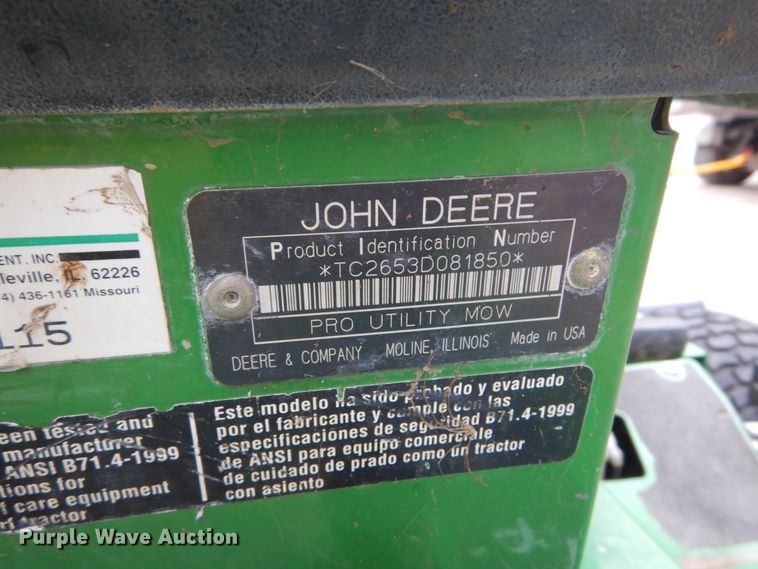 JOHN DEERE
Product Identification Number
*TC2653D081850*
PRO UTILITY MOW
DEERE & COMPANY MOLINE, ILLINOIS Made in USA
ENT, INC.
lleville, IL 62226
4) 436-1161 Missouri
115
een tested and
manufacturer
ANSI B71.4-1999
tions for
f care equipment
rf tractor
Este modelo ha sido Probado y evaluado
por el fabricante y cumple con las
especificaciones de seguridad B71.4-1999
de ANSI para equipo comerciale
de cuidado de prado como un tractor
con asiento
Purple Wave Auction